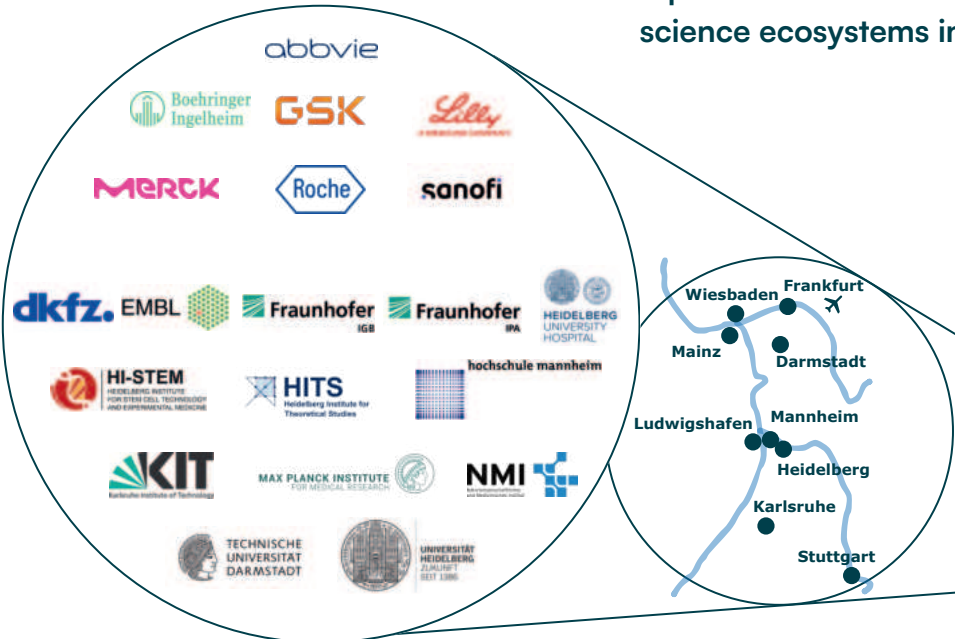 science ecosystems in
abbvie
Boehringer
Ingelheim
GSK
Lilly
MERCK
Roche
sanofi
dkfz.
EMBL
Fraunhofer
IGB
Fraunhofer
IPA
HEIDELBERG
UNIVERSITY
HOSPITAL
HI-STEM
HEIDELBERG INSTITUTE
FOR STEM CELL TECHNOLOGY
AND EXPERIMENTAL MEDICINE
HITS
Heidelberg Institute for
Theoretical Studies
hochschule mannheim
KIT
Karlsruhe Institute of Technology
MAX PLANCK INSTITUTE
FOR MEDICAL RESEARCH
NMI
TECHNISCHE
UNIVERSITÄT
DARMSTADT
UNIVERSITÄT
HEIDELBERG
ZUKUNFT
SEIT 1386
Wiesbaden
Frankfurt
Mainz
Darmstadt
Ludwigshafen
Mannheim
Heidelberg
Karlsruhe
Stuttgart